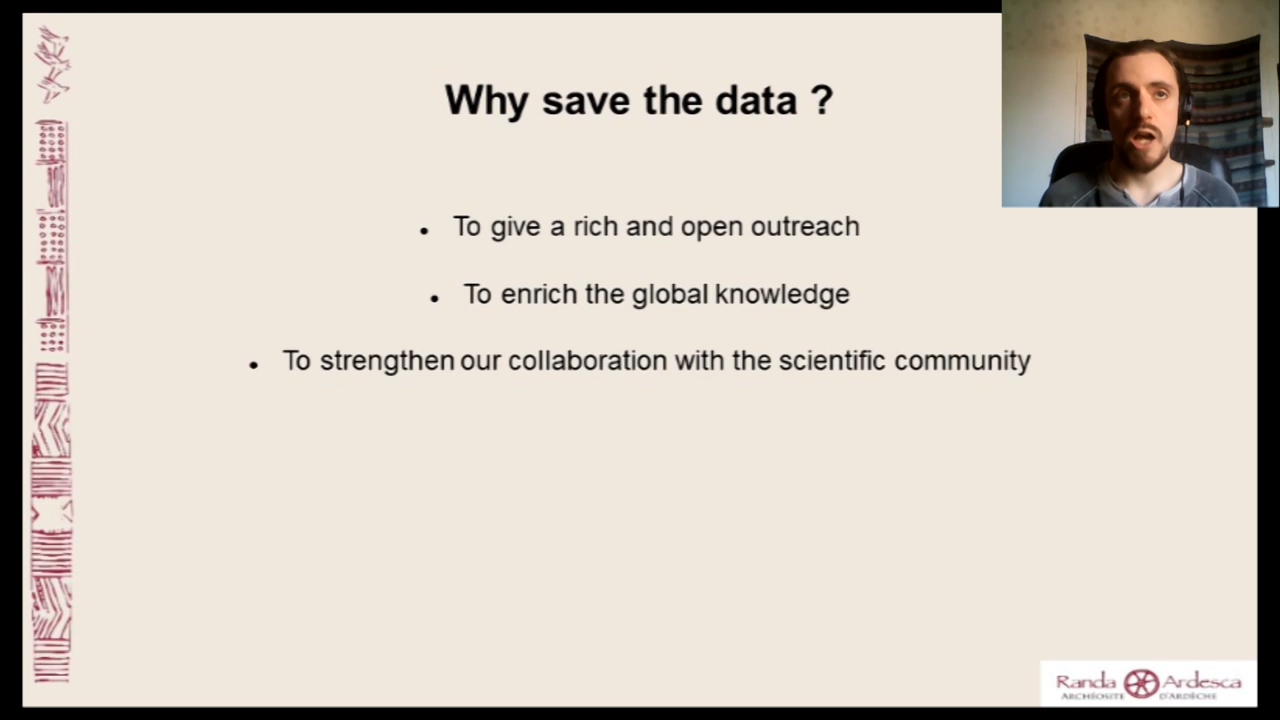 Why save the data ?
• To give a rich and open outreach
• To enrich the global knowledge
• To strengthen our collaboration with the scientific community
Randa Ardesca
ARCHÉOSITE D'ARDÈCHE